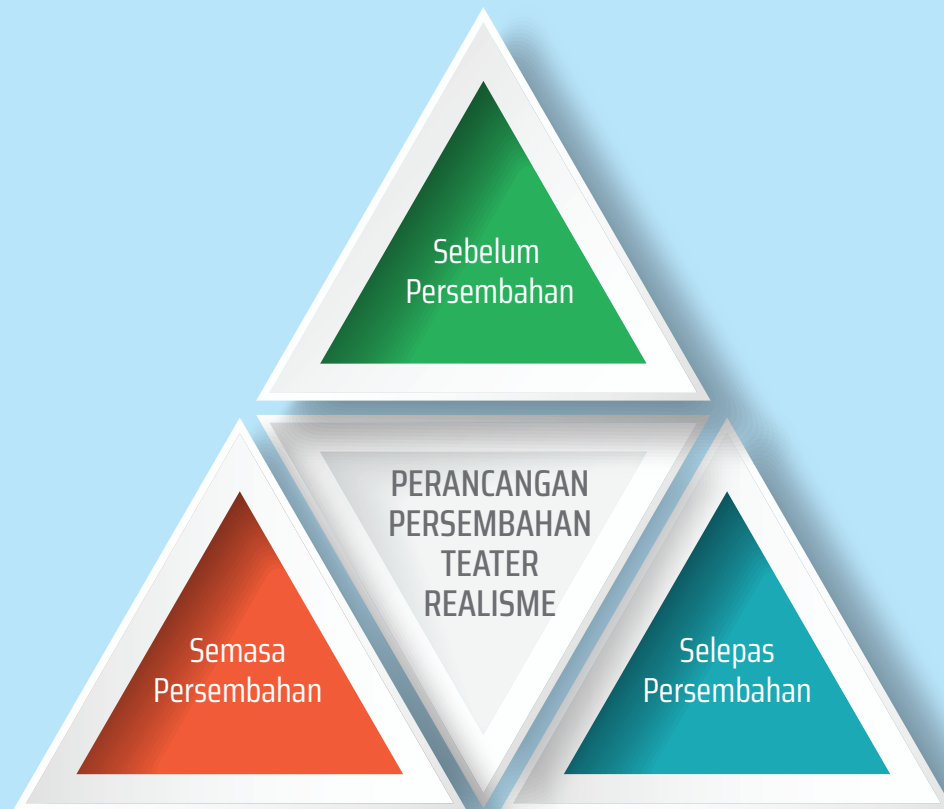 Sebelum
Persembahan
PERANCANGAN
PERSEMBAHAN
TEATER
REALISME
Semasa
Persembahan
Selepas
Persembahan